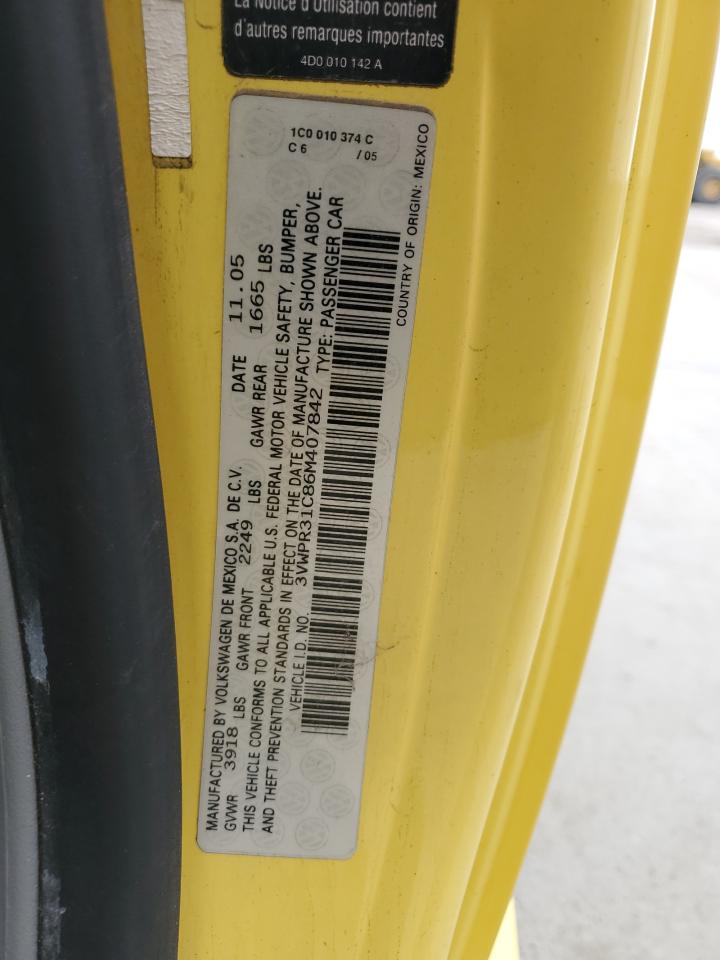 La Notice d'Utilisation contient
d'autres remarques importantes
4D0 010 142 A
1C0 010 374 C
C 6 / 05
MANUFACTURED BY VOLKSWAGEN DE MEXICO S.A. DE C.V. DATE 11.05
GVWR 3918 LBS GAWR FRONT 2249 LBS GAWR REAR 1665 LBS
THIS VEHICLE CONFORMS TO ALL APPLICABLE U.S. FEDERAL MOTOR VEHICLE SAFETY, BUMPER,
AND THEFT PREVENTION STANDARDS IN EFFECT ON THE DATE OF MANUFACTURE SHOWN ABOVE.
VEHICLE I.D. NO. 3VWPR31C86M407842 TYPE: PASSENGER CAR
COUNTRY OF ORIGIN: MEXICO